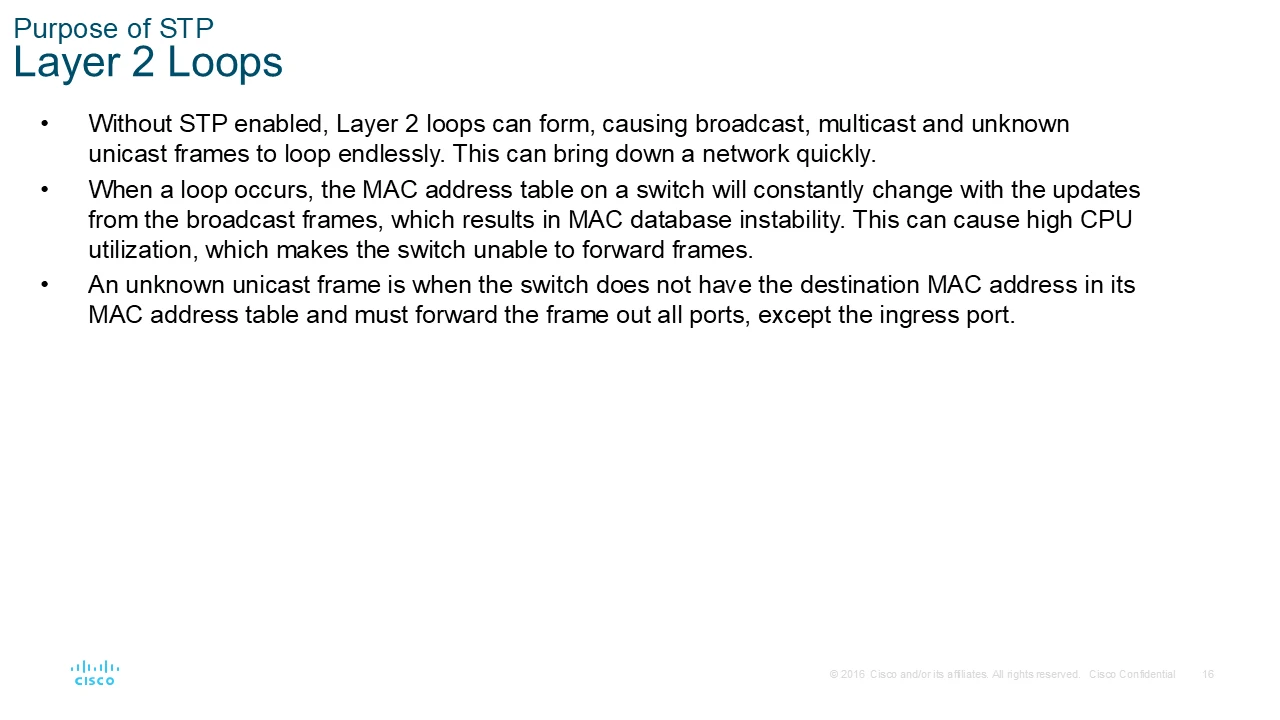 Purpose of STP
Layer 2 Loops
• Without STP enabled, Layer 2 loops can form, causing broadcast, multicast and unknown
unicast frames to loop endlessly. This can bring down a network quickly.
• When a loop occurs, the MAC address table on a switch will constantly change with the updates
from the broadcast frames, which results in MAC database instability. This can cause high CPU
utilization, which makes the switch unable to forward frames.
• An unknown unicast frame is when the switch does not have the destination MAC address in its
MAC address table and must forward the frame out all ports, except the ingress port.
CISCO
© 2016 Cisco and/or its affiliates. All rights reserved. Cisco Confidential 16